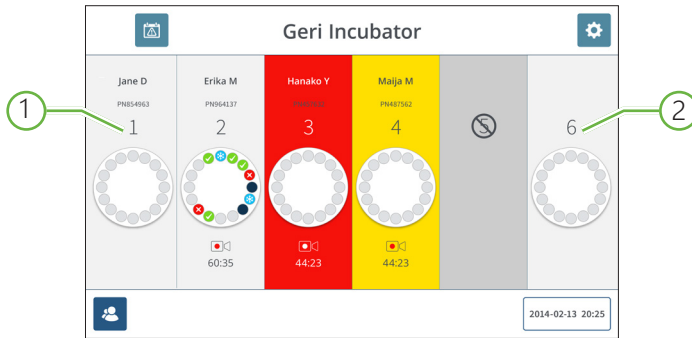 Geri Incubator
Jane D
PN854963
1
Erika M
PN964137
2
60:35
Hanako Y
3
44:23
Maija M
PN487562
4
44:23
5
6
1
2
2014-02-13 20:25